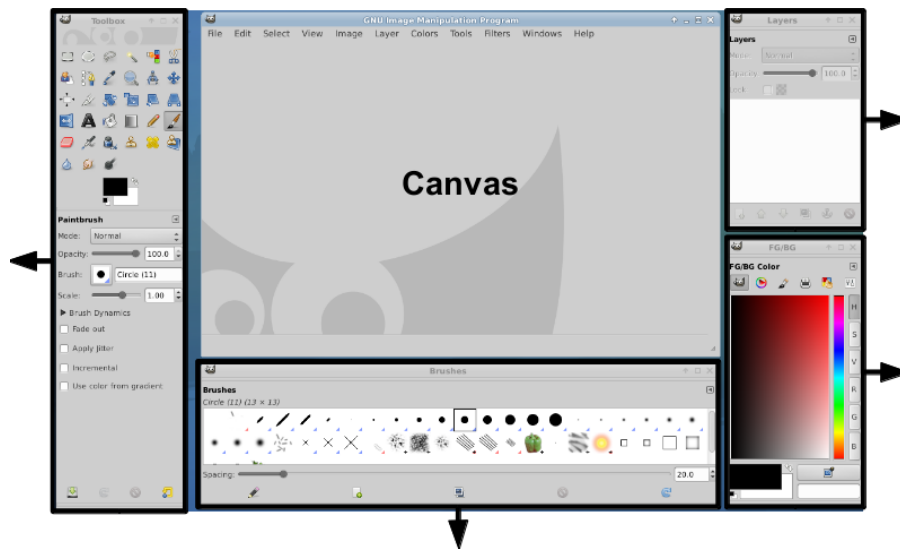 Toolbox
Paintbrush
Mode: Normal
Opacity: 100.0
Brush: Circle (11)
Scale: 1.00
Brush Dynamics
Fade out
Apply Jitter
Incremental
Use color from gradient
GNU Image Manipulation Program
File Edit Select View Image Layer Colors Tools Filters Windows Help
Canvas
Brushes
Brushes
Circle (11) (13 × 13)
Spacing: 20.0
Layers
Layers
Mode: Normal
Opacity: 100.0
Lock:
FG/BG
FG/BG Color
H
S
V
R
G
B